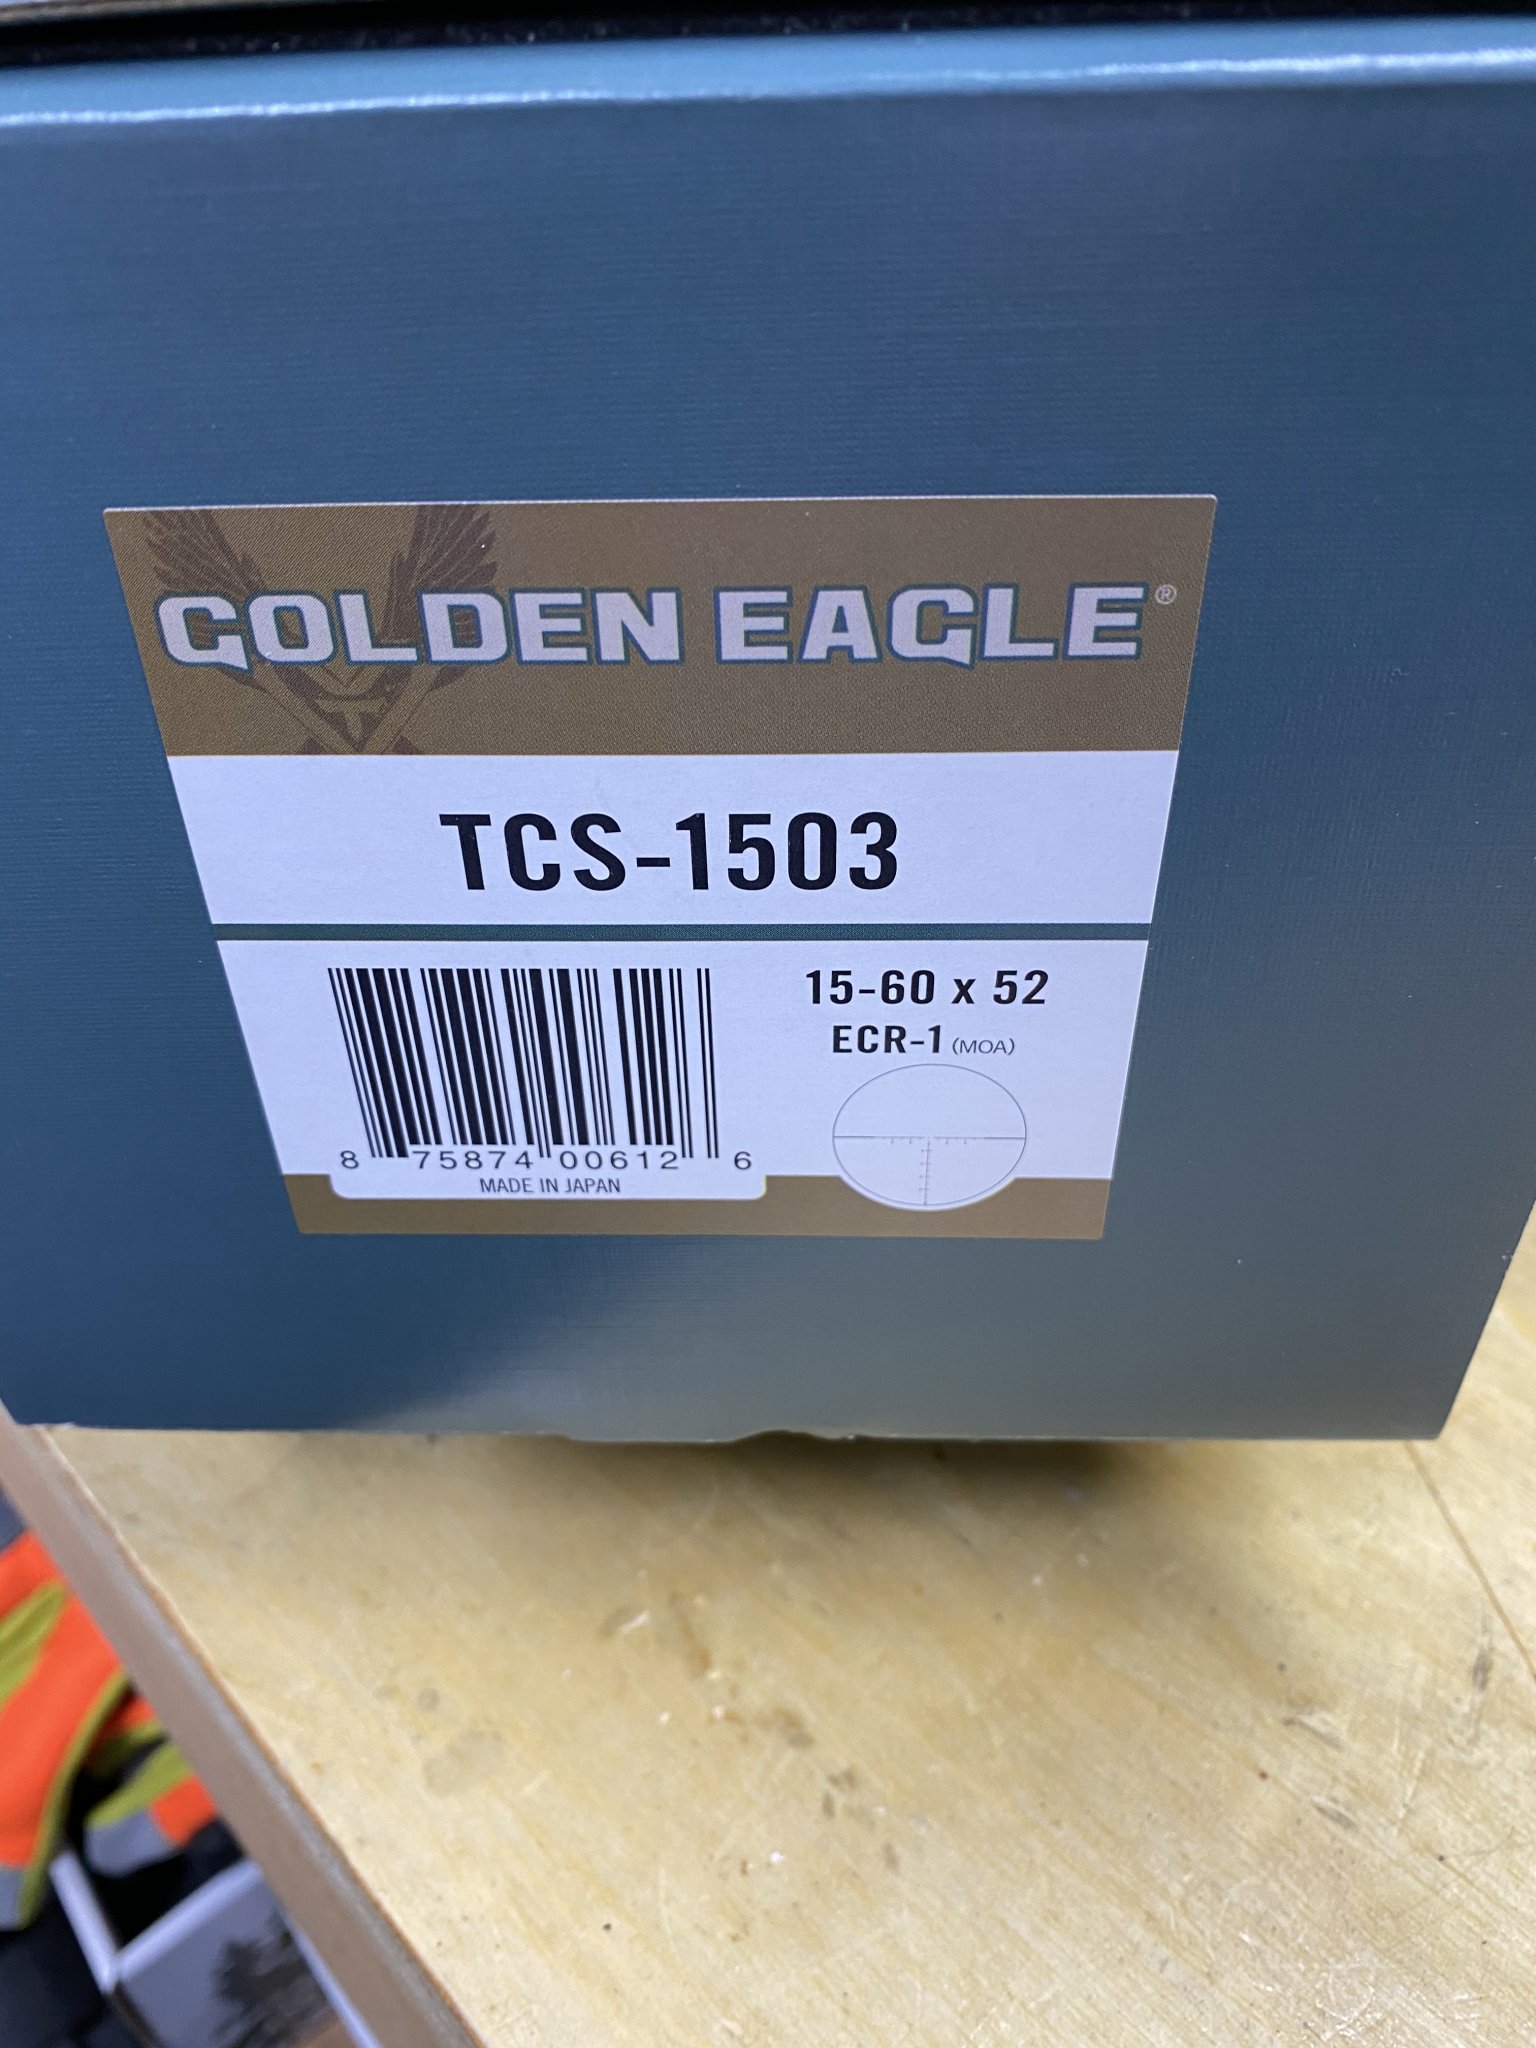 GOLDEN EAGLE®
TCS-1503
15-60 x 52
ECR-1 (MOA)
8 75874 00612 6
MADE IN JAPAN